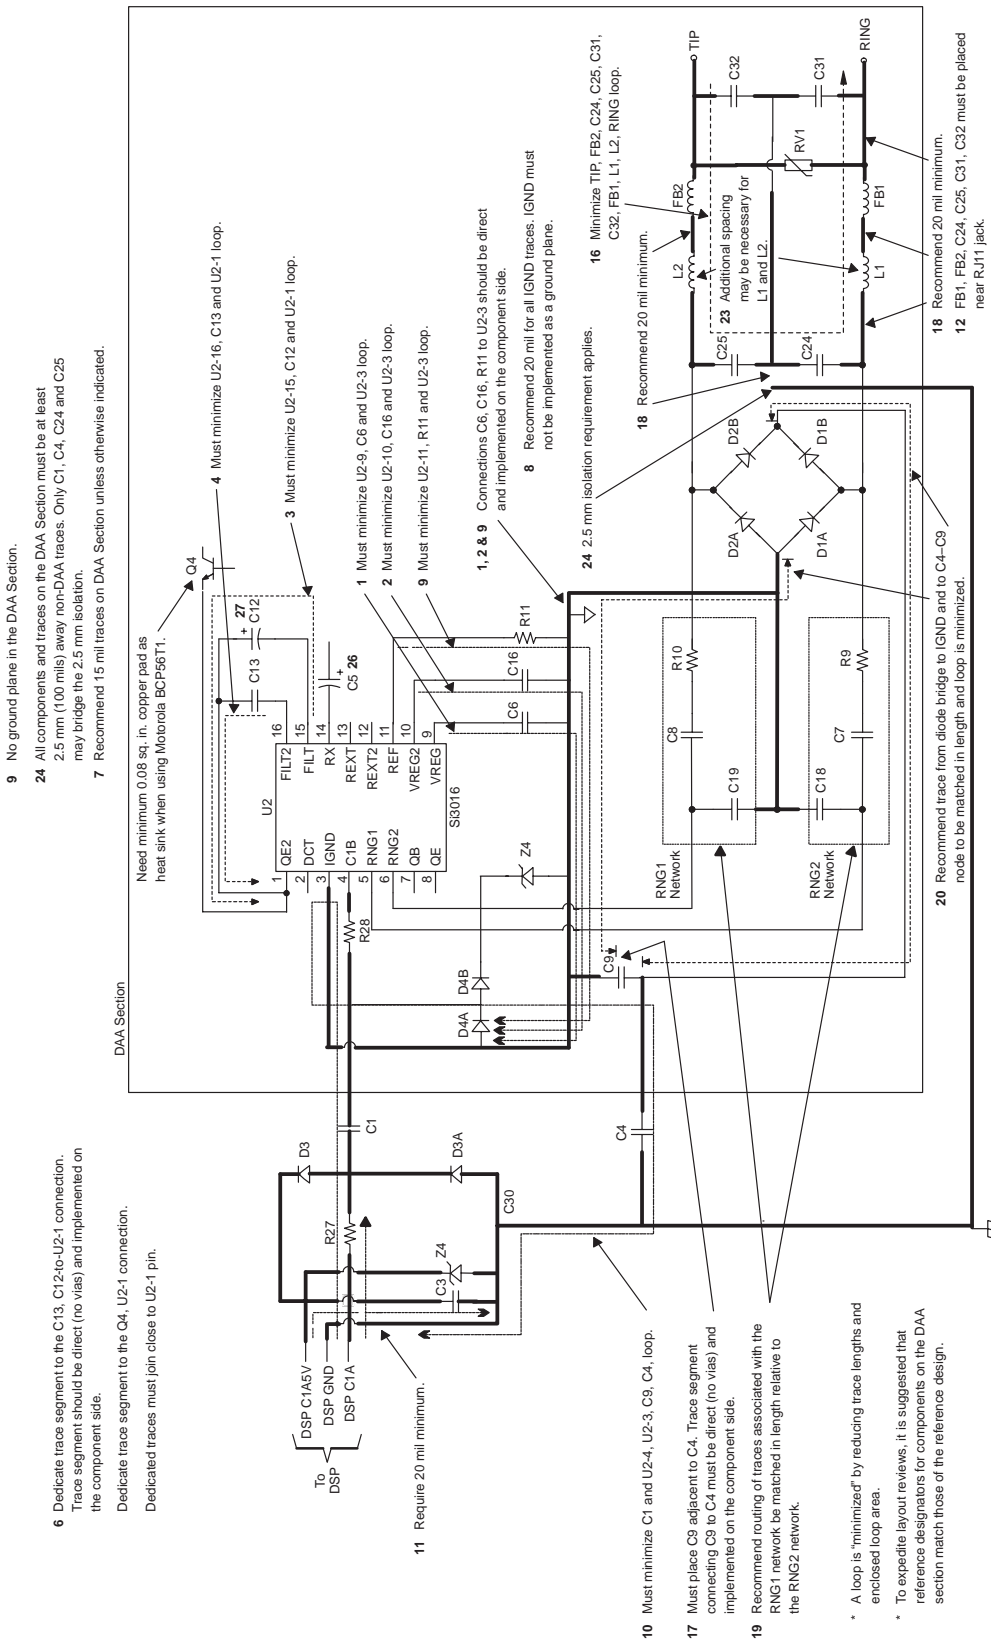 9 No ground plane in the DAA Section.
24 All components and traces on the DAA Section must be at least
2.5 mm (100 mils) away non-DAA traces. Only C1, C4, C24 and C25
may bridge the 2.5 mm isolation.
7 Recommend 15 mil traces on DAA Section unless otherwise indicated.
6 Dedicate trace segment to the C13, C12-to-U2-1 connection.
Trace segment should be direct (no vias) and implemented on
the component side.
Dedicate trace segment to the Q4, U2-1 connection.
Dedicated traces must join close to U2-1 pin.
DAA Section
Need minimum 0.08 sq. in. copper pad as
heat sink when using Motorola BCP56T1.
Q4
4 Must minimize U2-16, C13 and U2-1 loop.
3 Must minimize U2-15, C12 and U2-1 loop.
1 Must minimize U2-9, C6 and U2-3 loop.
2 Must minimize U2-10, C16 and U2-3 loop.
9 Must minimize U2-11, R11 and U2-3 loop.
1, 2 & 9 Connections C6, C16, R11 to U2-3 should be direct
and implemented on the component side.
8 Recommend 20 mil for all IGND traces. IGND must
not be implemented as a ground plane.
24 2.5 mm isolation requirement applies.
16 Minimize TIP, FB2, C24, C25, C31,
C32, FB1, L1, L2, RING loop.
18 Recommend 20 mil minimum.
23 Additional spacing
may be necessary for
L1 and L2.
18 Recommend 20 mil minimum.
12 FB1, FB2, C24, C25, C31, C32 must be placed
near RJ11 jack.
TIP
RING
C32
C31
RV1
FB2
FB1
L2
L1
C25
C24
D2B
D1B
D2A
D1A
27
+
C12
C13
+
C5 26
U2
1 QE2
2 DCT
3 IGND
4 C1B
5 RNG1
6 RNG2
7 QB
8 QE
FILT2 16
FILT 15
RX 14
REXT 13
REXT2 12
REF 11
VREG2 10
VREG 9
Si3016
R11
C16
C6
Z4
R28
D4B
D4A
C9
R10
C8
C19
RNG1
Network
R9
C7
C18
RNG2
Network
20 Recommend trace from diode bridge to IGND and to C4–C9
node to be matched in length and loop is minimized.
C1
C4
D3
D3A
C30
R27
Z4
C3
DSP C1A5V
DSP GND
DSP C1A
To
DSP
11 Require 20 mil minimum.
10 Must minimize C1 and U2-4, U2-3, C9, C4, loop.
17 Must place C9 adjacent to C4. Trace segment
connecting C9 to C4 must be direct (no vias) and
implemented on the component side.
19 Recommend routing of traces associated with the
RNG1 network be matched in length relative to
the RNG2 network.
* A loop is “minimized” by reducing trace lengths and
enclosed loop area.
* To expedite layout reviews, it is suggested that
reference designators for components on the DAA
section match those of the reference design.